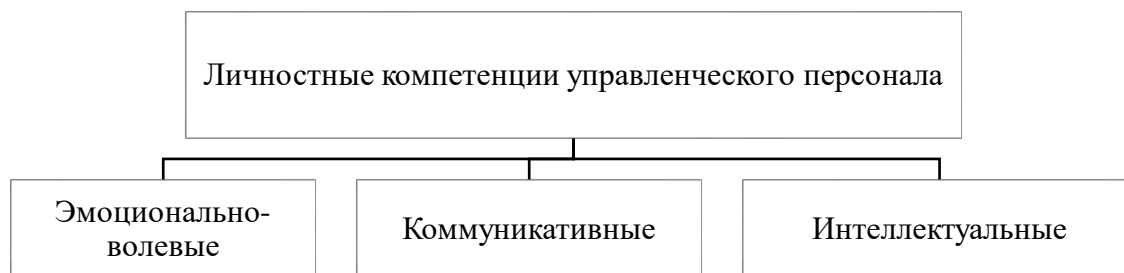 Личностные компетенции управленческого персонала
Эмоционально-
волевые
Коммуникативные
Интеллектуальные